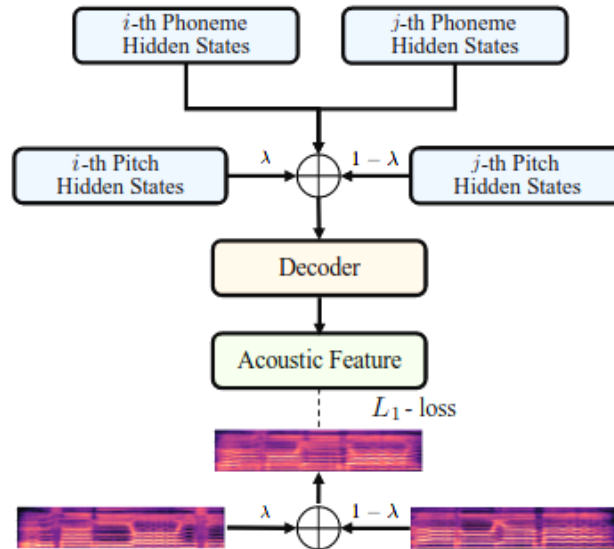 i-th Phoneme
Hidden States
j-th Phoneme
Hidden States
i-th Pitch
Hidden States
λ
1 − λ
j-th Pitch
Hidden States
Decoder
Acoustic Feature
L₁ - loss
λ
1 − λ